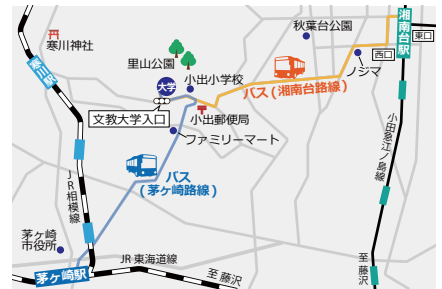 寒川神社
里山公園
秋葉台公園
湘南台駅
西口
東口
寒川駅
大学
小出小学校
ノジマ
バス(湘南台路線)
文教大学入口
小出郵便局
ファミリーマート
小田急江ノ島線
バス
(茅ヶ崎路線)
JR相模線
茅ヶ崎
市役所
JR東海道線
至藤沢
至
藤沢
茅ケ崎駅